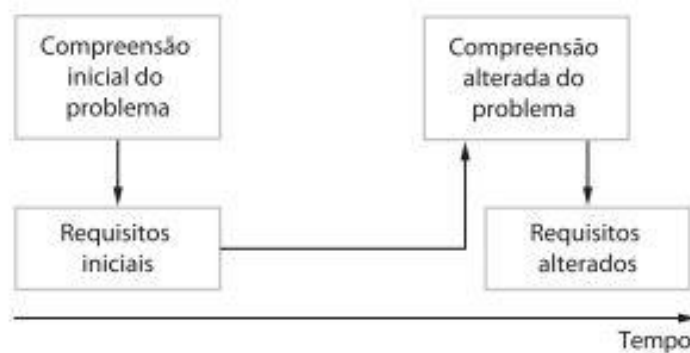 Compreensão
inicial do
problema
Compreensão
alterada do
problema
Requisitos
iniciais
Requisitos
alterados
Tempo